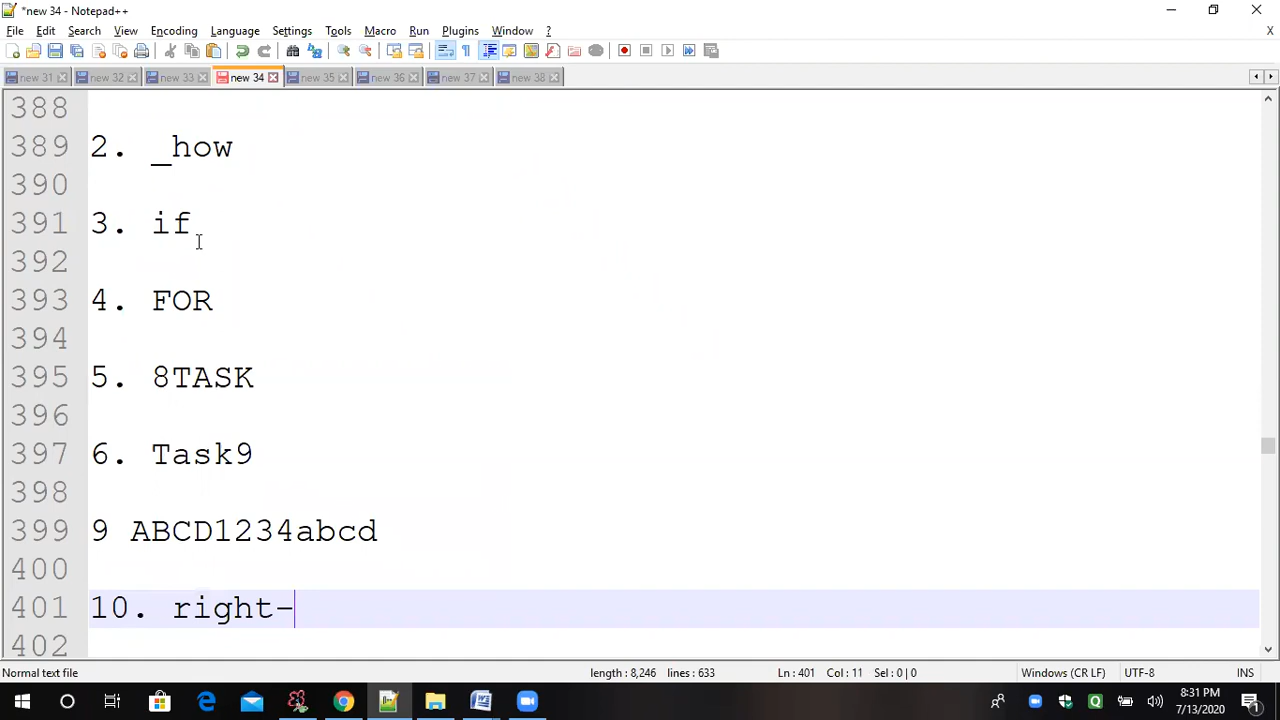 *new 34 - Notepad++
File Edit Search View Encoding Language Settings Tools Macro Run Plugins Window ?
X
new 31 new 32 new 33 new 34 new 35 new 36 new 37 new 38
388
389 2. _how
390
391 3. if
392
393 4. FOR
394
395 5. 8TASK
396
397 6. Task9
398
399 9 ABCD1234abcd
400
401 10. right-
402
Normal text file length : 8,246 lines : 633 Ln : 401 Col : 11 Sel : 0 | 0 Windows (CR LF) UTF-8 INS
8:31 PM
7/13/2020